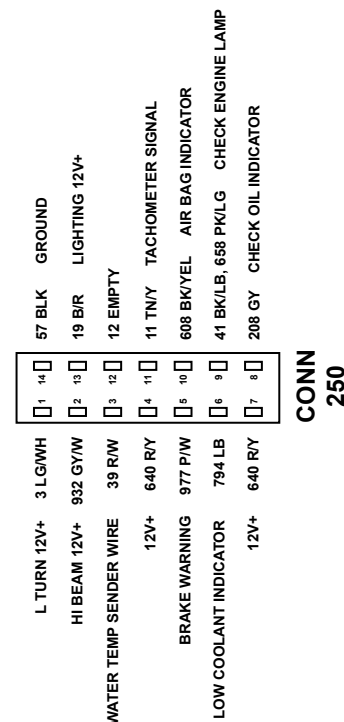 L TURN 12V+ 3 LG/WH 1 14 57 BLK GROUND
HI BEAM 12V+ 932 GY/W 2 13 19 B/R LIGHTING 12V+
WATER TEMP SENDER WIRE 39 R/W 3 12 12 EMPTY
12V+ 640 R/Y 4 11 11 TN/Y TACHOMETER SIGNAL
BRAKE WARNING 977 P/W 5 10 608 BK/YEL AIR BAG INDICATOR
LOW COOLANT INDICATOR 794 LB 6 9 41 BK/LB, 658 PK/LG CHECK ENGINE LAMP
12V+ 640 R/Y 7 8 208 GY CHECK OIL INDICATOR
CONN
250